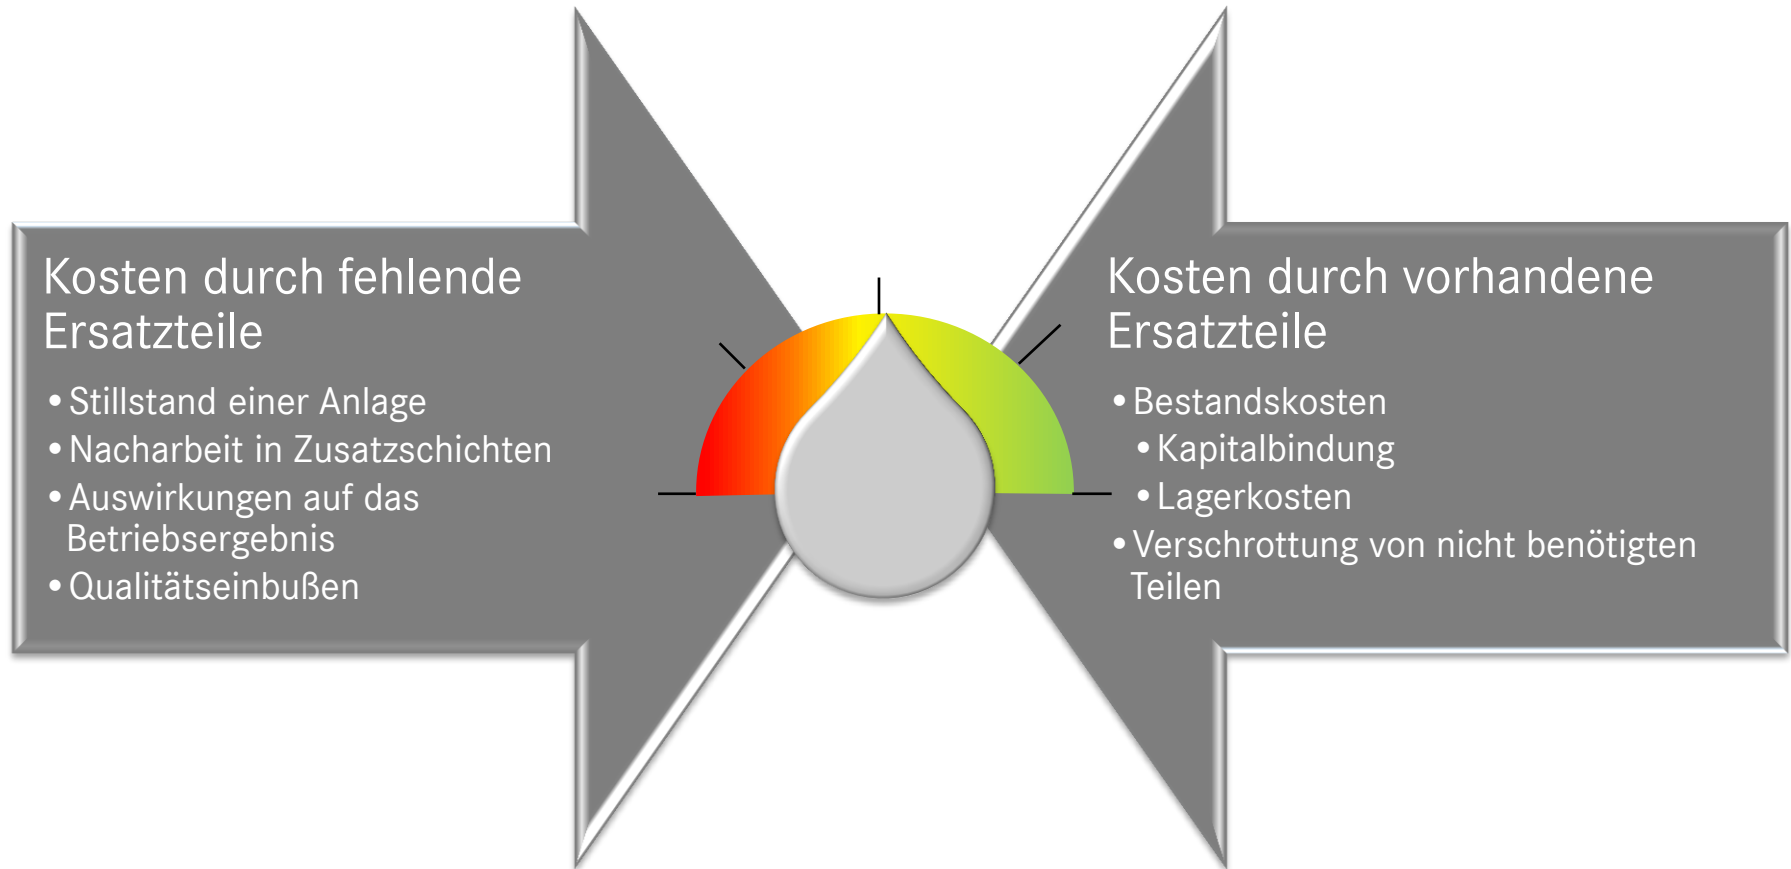 Kosten durch fehlende
Ersatzteile
• Stillstand einer Anlage
• Nacharbeit in Zusatzschichten
• Auswirkungen auf das
Betriebsergebnis
• Qualitätseinbußen
Kosten durch vorhandene
Ersatzteile
• Bestandskosten
• Kapitalbindung
• Lagerkosten
• Verschrottung von nicht benötigten
Teilen